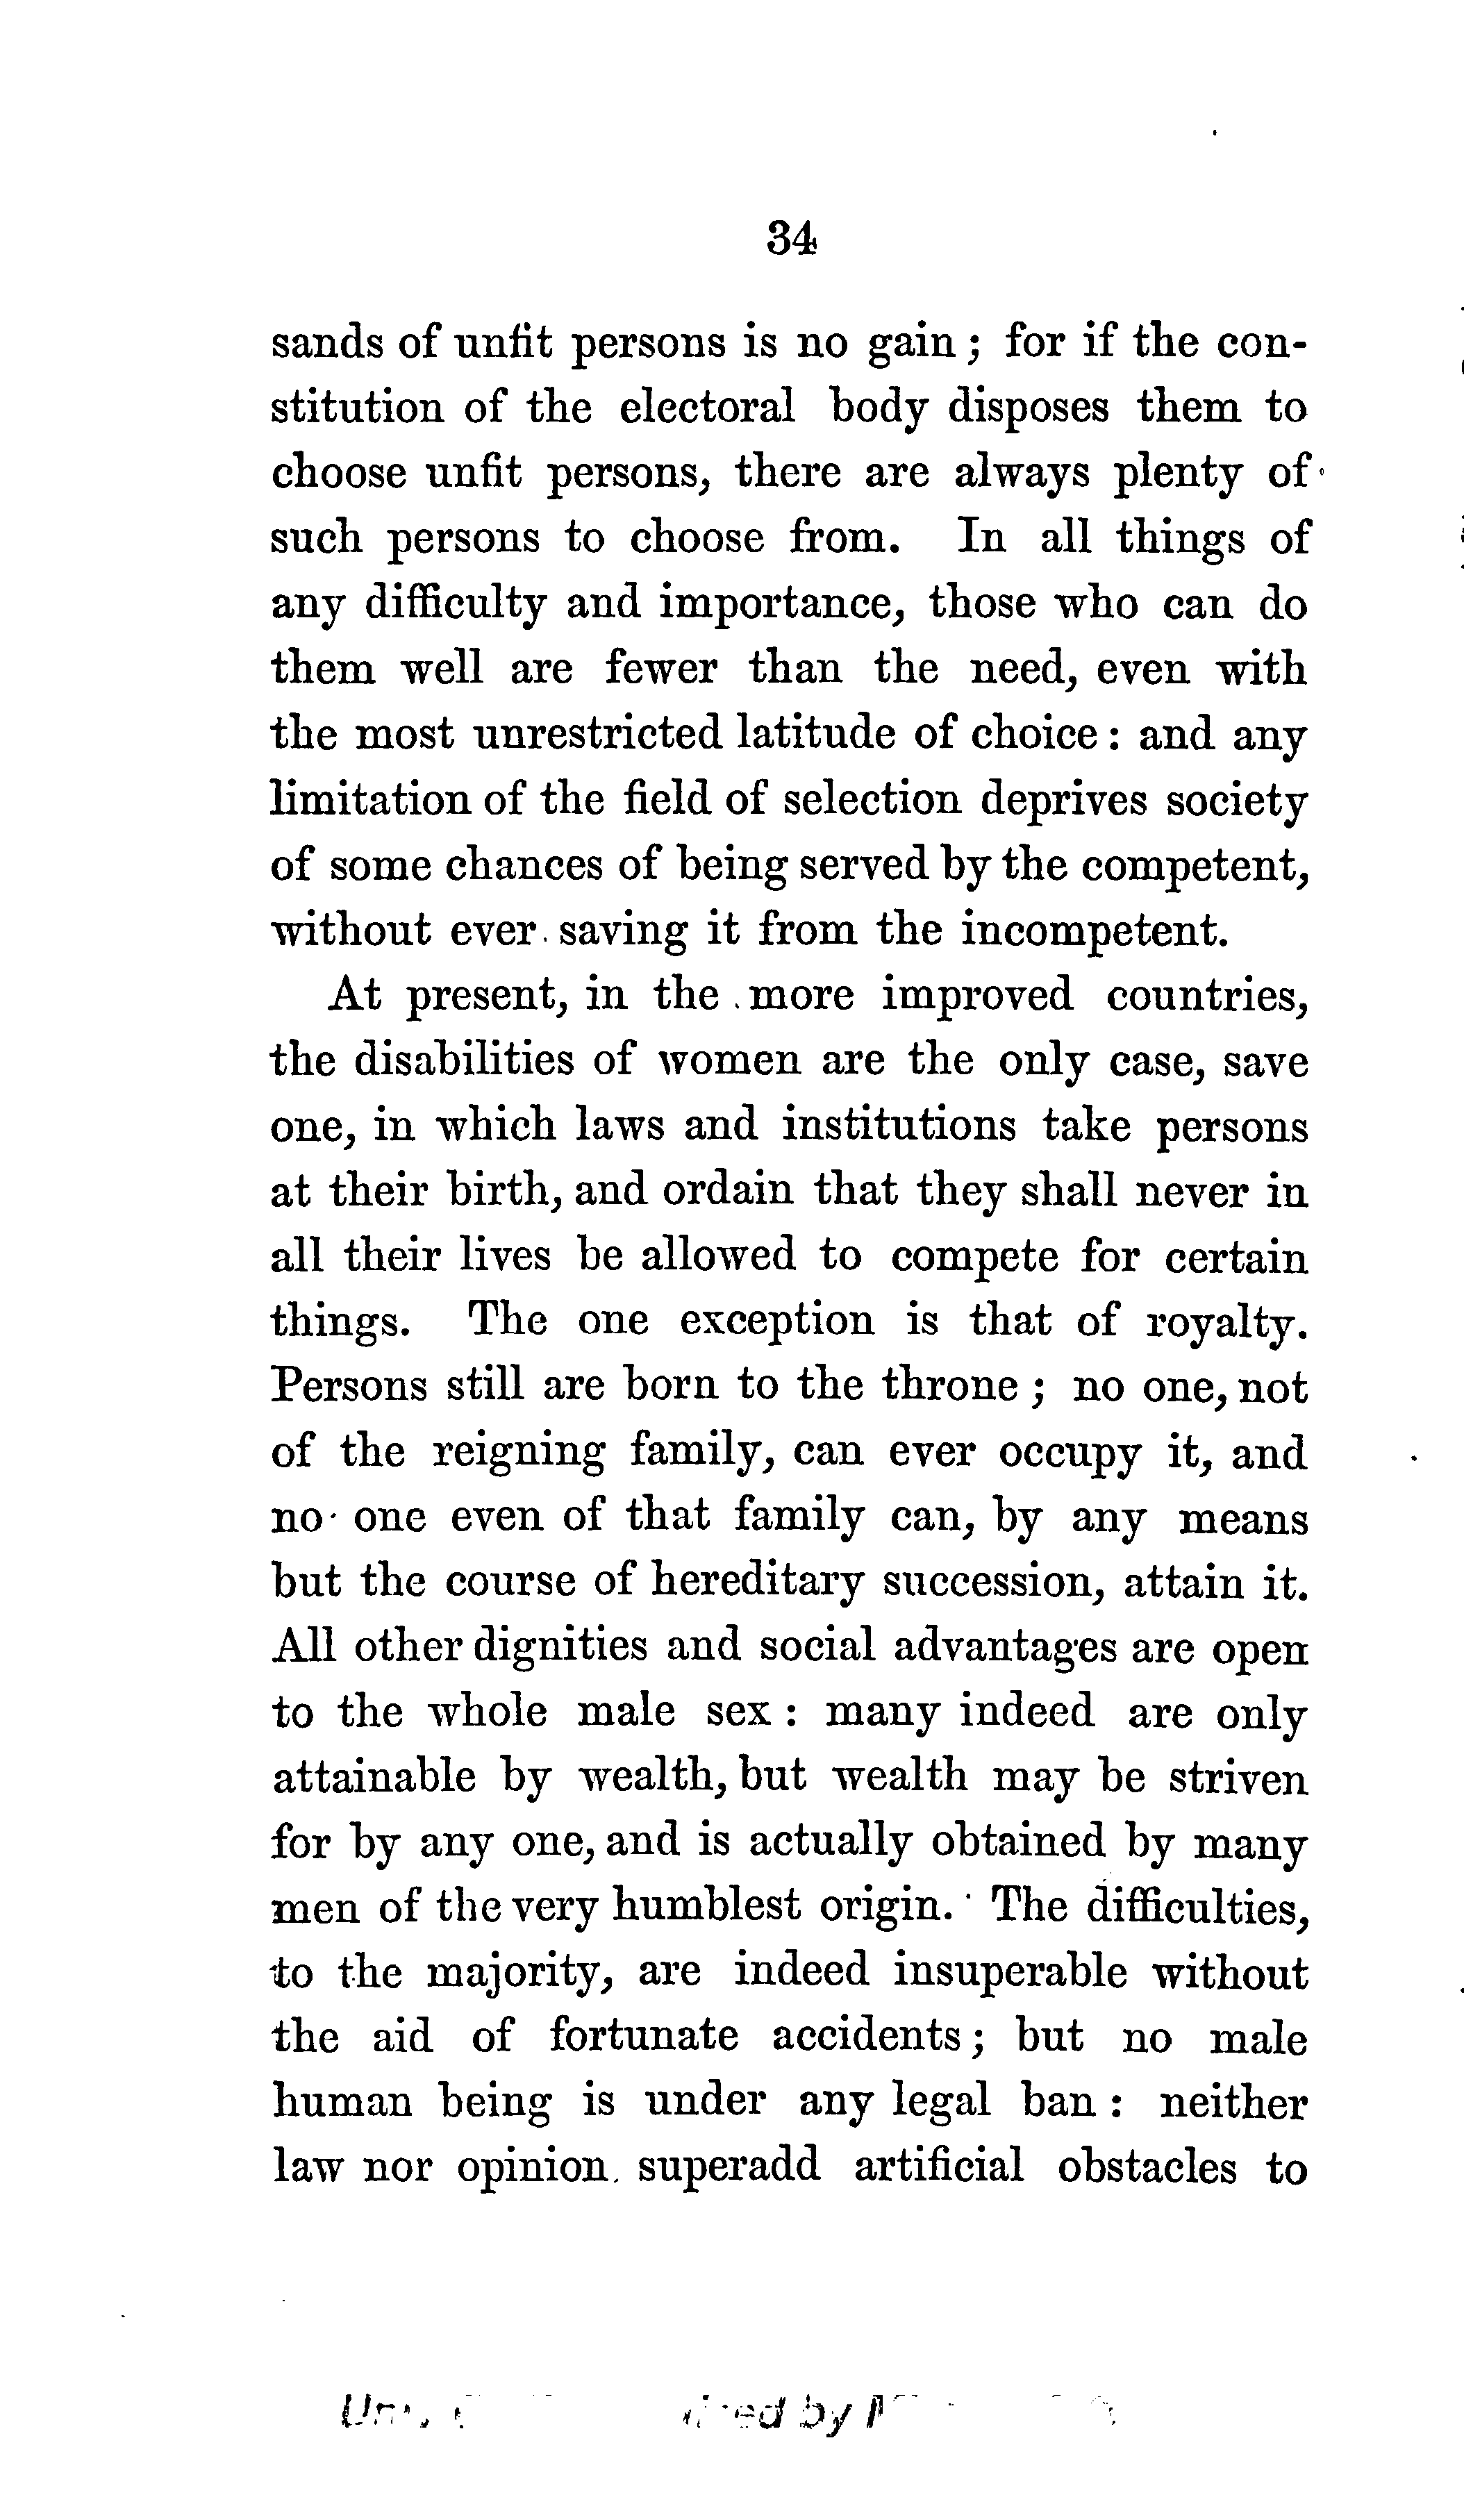 34
sands of unfit persons is no gain; for if the con-
stitution of the electoral body disposes them to
choose unfit persons, there are always plenty of
such persons to choose from. In all things of
any difficulty and importance, those who can do
them well are fewer than the need, even with
the most unrestricted latitude of choice: and any
limitation of the field of selection deprives society
of some chances of being served by the competent,
without ever saving it from the incompetent.
At present, in the more improved countries,
the disabilities of women are the only case, save
one, in which laws and institutions take persons
at their birth, and ordain that they shall never in
all their lives be allowed to compete for certain
things. The one exception is that of royalty.
Persons still are born to the throne; no one, not
of the reigning family, can ever occupy it, and
no one even of that family can, by any means
but the course of hereditary succession, attain it.
All other dignities and social advantages are open
to the whole male sex: many indeed are only
attainable by wealth, but wealth may be striven
for by any one, and is actually obtained by many
men of the very humblest origin. The difficulties,
to the majority, are indeed insuperable without
the aid of fortunate accidents; but no male
human being is under any legal ban: neither
law nor opinion superadd artificial obstacles to
by